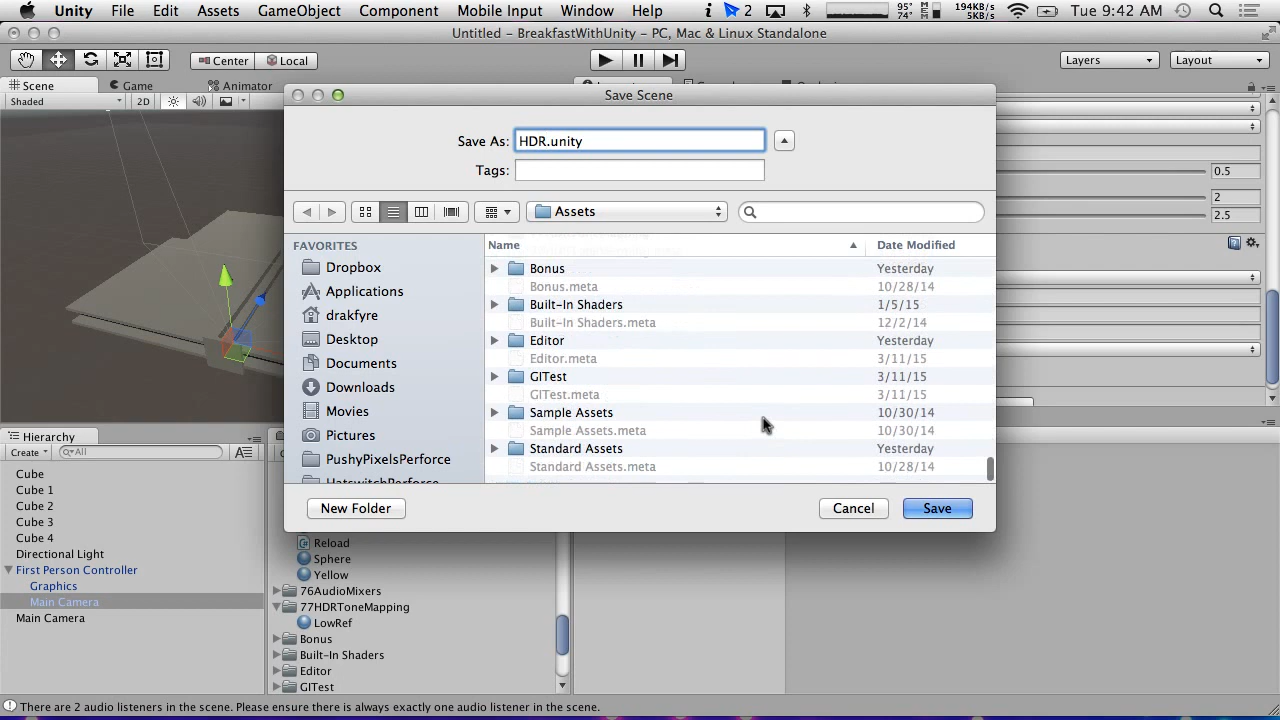 Unity File Edit Assets GameObject Component Mobile Input Window Help 2 95° 74° MEM 194KB/S 5KB/S Tue 9:42 AM
Untitled - BreakfastWithUnity - PC, Mac & Linux Standalone
Center Local Layers Layout
Scene Game Animator
Shaded 2D
Save Scene
Save As: HDR.unity
Tags:
Assets
FAVORITES
Dropbox
Applications
drakfyre
Desktop
Documents
Downloads
Movies
Pictures
PushyPixelsPerforce
HatswitchPerforce
Name Date Modified
Bonus Yesterday
Bonus.meta 10/28/14
Built-In Shaders 1/5/15
Built-In Shaders.meta 12/2/14
Editor Yesterday
Editor.meta 3/11/15
GITest 3/11/15
GITest.meta 3/11/15
Sample Assets 10/30/14
Sample Assets.meta 10/30/14
Standard Assets Yesterday
Standard Assets.meta 10/28/14
New Folder Cancel Save
0.5
2
2.5
Hierarchy
Create All
Cube
Cube 1
Cube 2
Cube 3
Cube 4
Directional Light
First Person Controller
Graphics
Main Camera
Main Camera
Reload
Sphere
Yellow
76AudioMixers
77HDRToneMapping
LowRef
Bonus
Built-In Shaders
Editor
GITest
There are 2 audio listeners in the scene. Please ensure there is always exactly one audio listener in the scene.